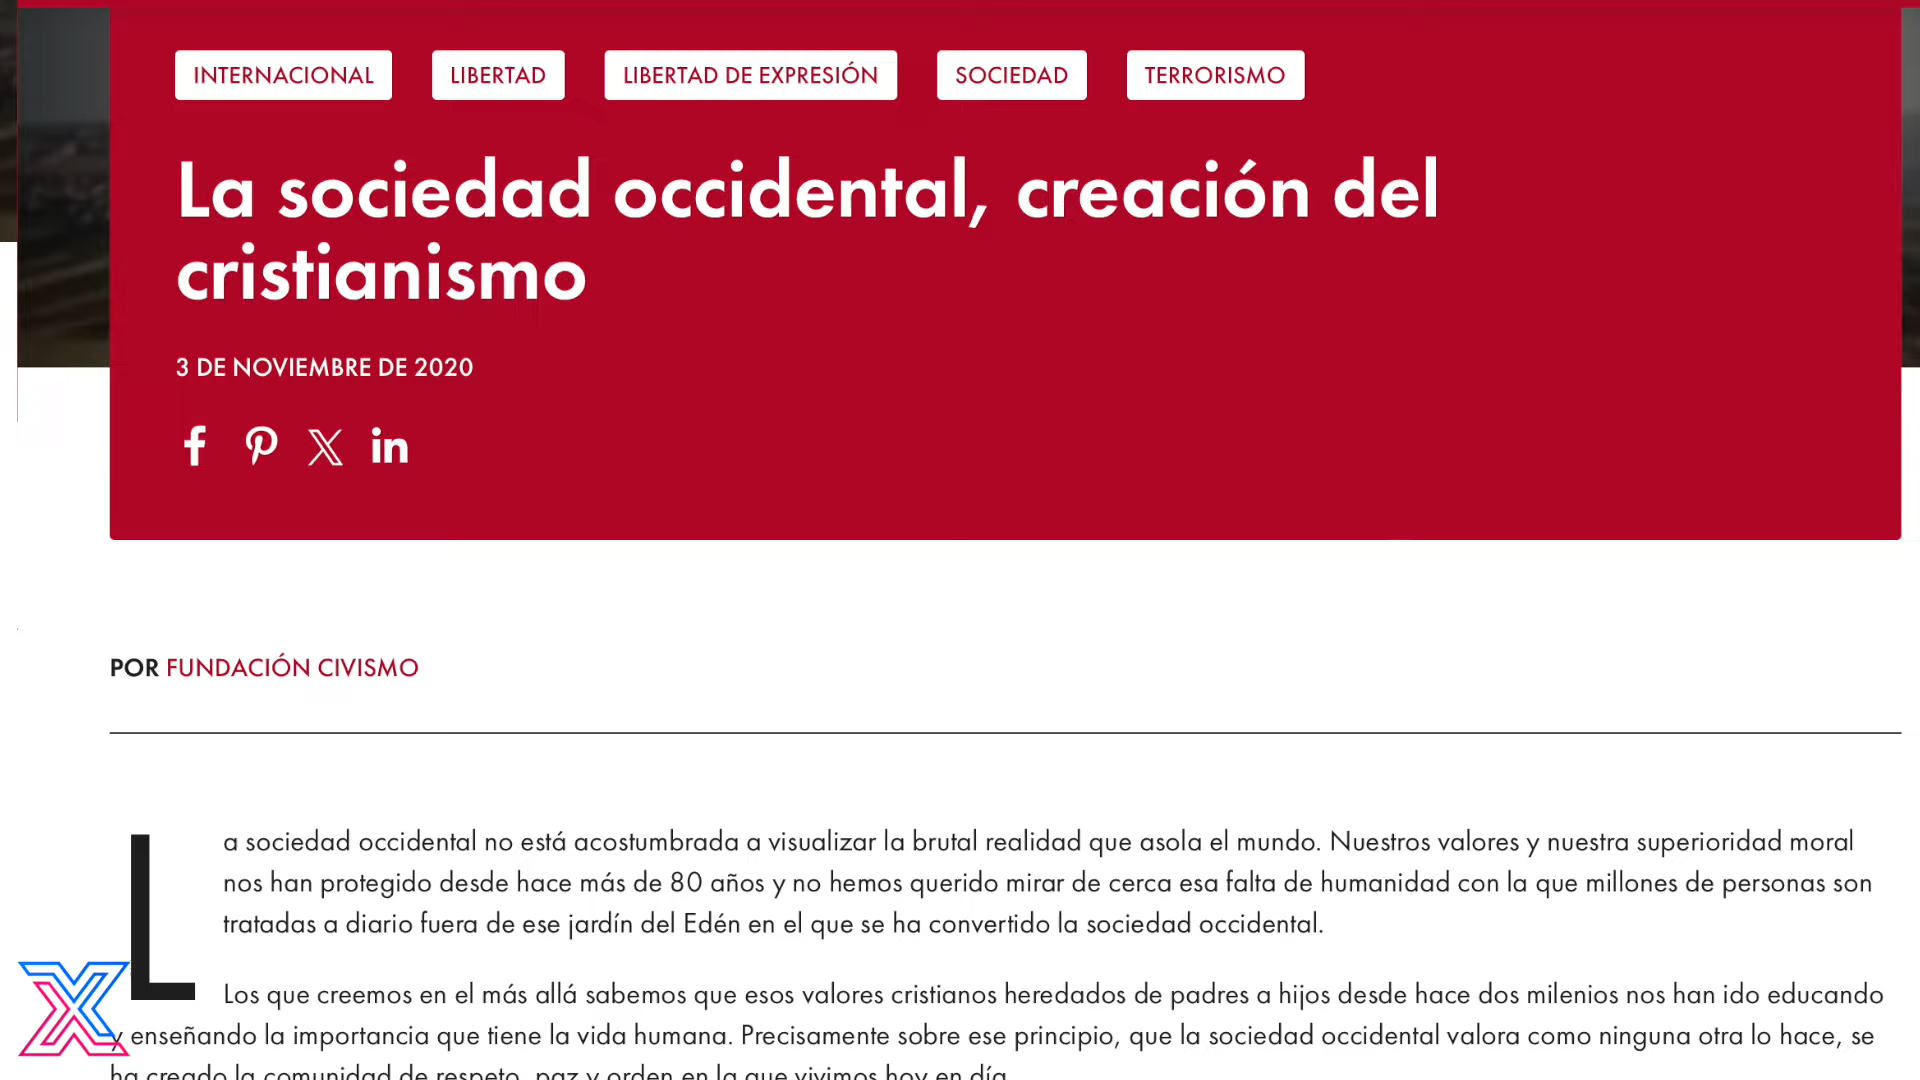 INTERNACIONAL LIBERTAD LIBERTAD DE EXPRESIÓN SOCIEDAD TERRORISMO
La sociedad occidental, creación del
cristianismo
3 DE NOVIEMBRE DE 2020
POR FUNDACIÓN CIVISMO
La sociedad occidental no está acostumbrada a visualizar la brutal realidad que asola el mundo. Nuestros valores y nuestra superioridad moral
nos han protegido desde hace más de 80 años y no hemos querido mirar de cerca esa falta de humanidad con la que millones de personas son
tratadas a diario fuera de ese jardín del Edén en el que se ha convertido la sociedad occidental.
Los que creemos en el más allá sabemos que esos valores cristianos heredados de padres a hijos desde hace dos milenios nos han ido educando
y enseñando la importancia que tiene la vida humana. Precisamente sobre ese principio, que la sociedad occidental valora como ninguna otra lo hace, se
ha creado la comunidad de respeto, paz y orden en la que vivimos hoy en día.